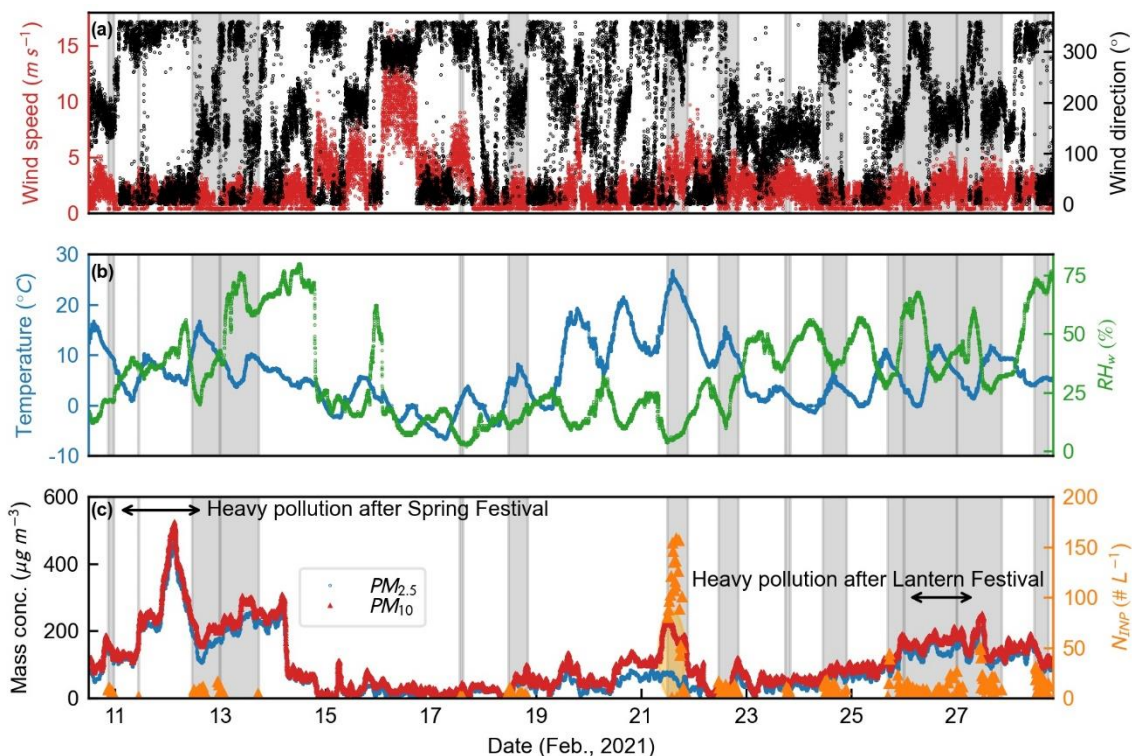 (a)
Wind speed (m s⁻¹)
15
10
5
0
300
200
100
0
Wind direction (°)
(b)
Temperature (°C)
30
20
10
0
-10
75
50
25
0
RH_w (%)
(c)
Mass conc. (μg m⁻³)
600
400
200
0
Heavy pollution after Spring Festival
PM₂.₅
PM₁₀
Heavy pollution after Lantern Festival
200
150
100
50
0
N_INP (# L⁻¹)
11 13 15 17 19 21 23 25 27
Date (Feb., 2021)